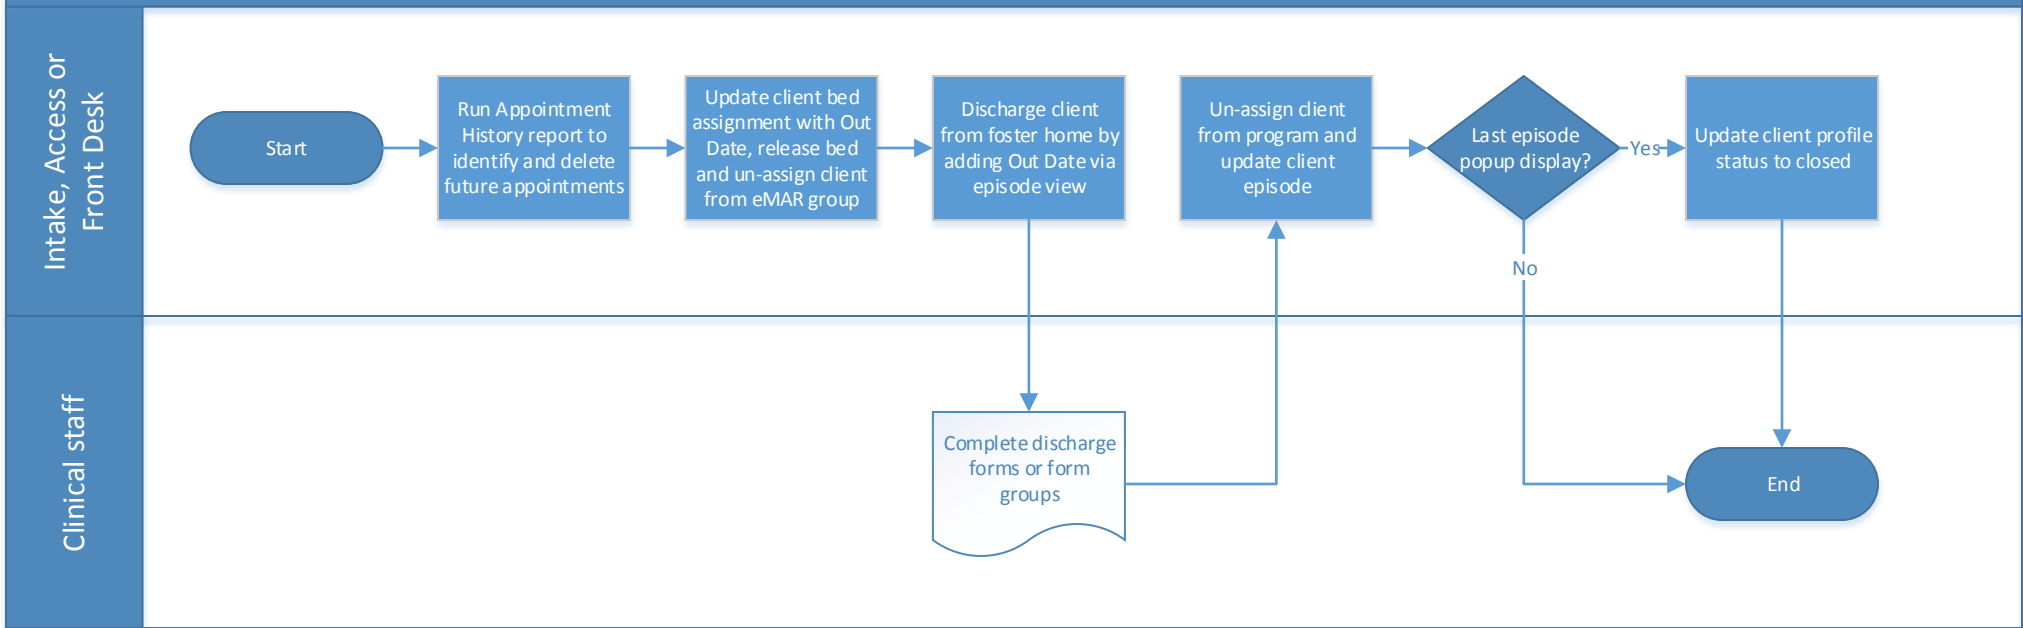 Intake, Access or
Front Desk
Start
Run Appointment
History report to
identify and delete
future appointments
Update client bed
assignment with Out
Date, release bed
and un-assign client
from eMAR group
Discharge client
from foster home by
adding Out Date via
episode view
Un-assign client
from program and
update client
episode
Last episode
popup display?
Yes
Update client profile
status to closed
No
Clinical staff
Complete discharge
forms or form
groups
End